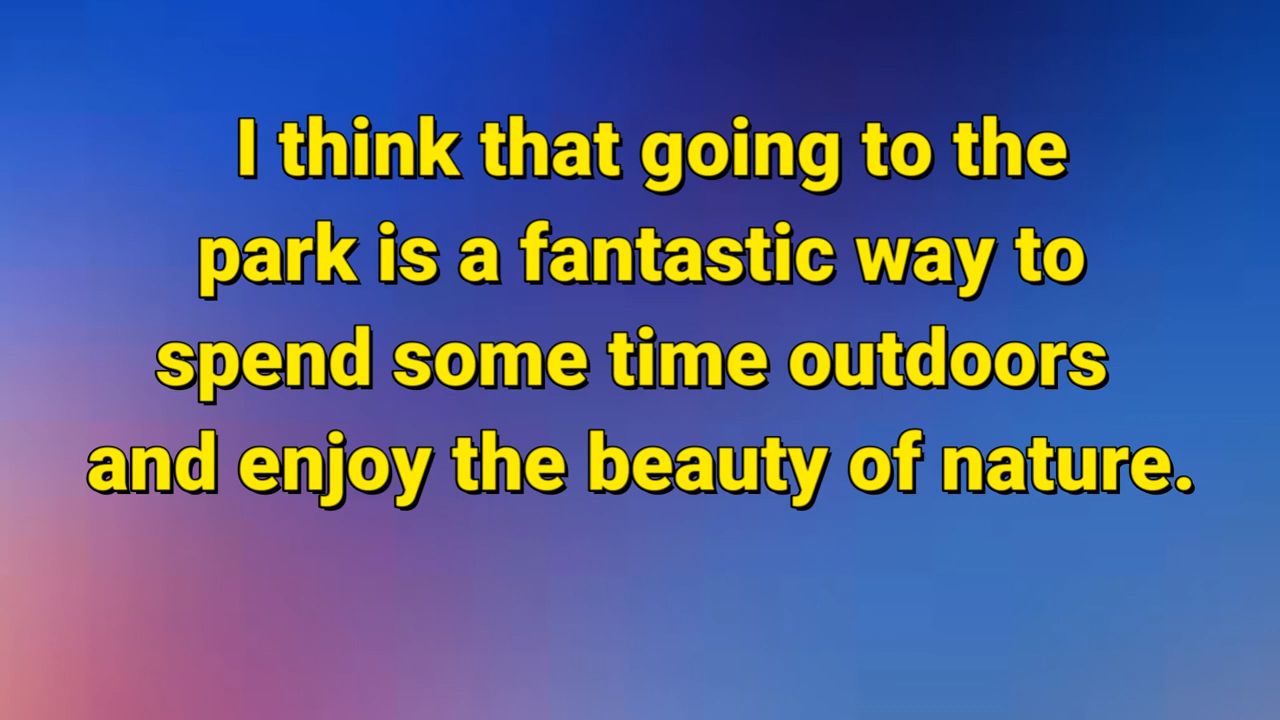 I think that going to the
park is a fantastic way to
spend some time outdoors
and enjoy the beauty of nature.